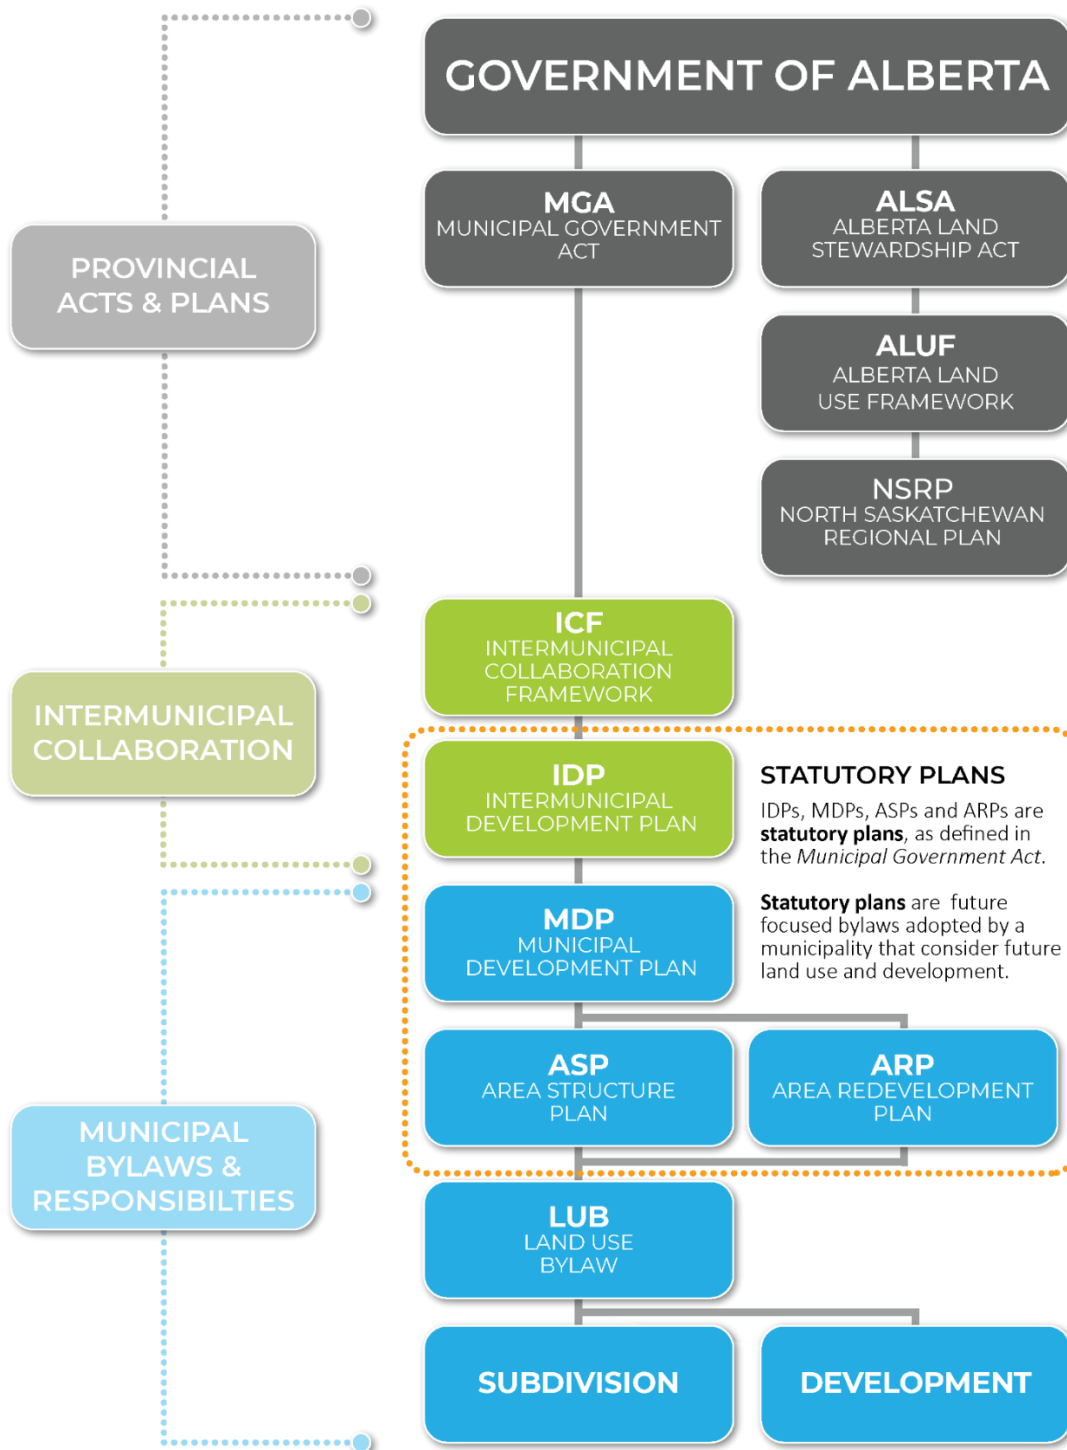 GOVERNMENT OF ALBERTA
MGA
MUNICIPAL GOVERNMENT
ACT
ALSA
ALBERTA LAND
STEWARDSHIP ACT
PROVINCIAL
ACTS & PLANS
ALUF
ALBERTA LAND
USE FRAMEWORK
NSRP
NORTH SASKATCHEWAN
REGIONAL PLAN
ICF
INTERMUNICIPAL
COLLABORATION
FRAMEWORK
INTERMUNICIPAL
COLLABORATION
IDP
INTERMUNICIPAL
DEVELOPMENT PLAN
STATUTORY PLANS
IDPs, MDPs, ASPs and ARPs are
statutory plans, as defined in
the Municipal Government Act.
Statutory plans are future
focused bylaws adopted by a
municipality that consider future
land use and development.
MDP
MUNICIPAL
DEVELOPMENT PLAN
ASP
AREA STRUCTURE
PLAN
ARP
AREA REDEVELOPMENT
PLAN
MUNICIPAL
BYLAWS &
RESPONSIBILTIES
LUB
LAND USE
BYLAW
SUBDIVISION
DEVELOPMENT